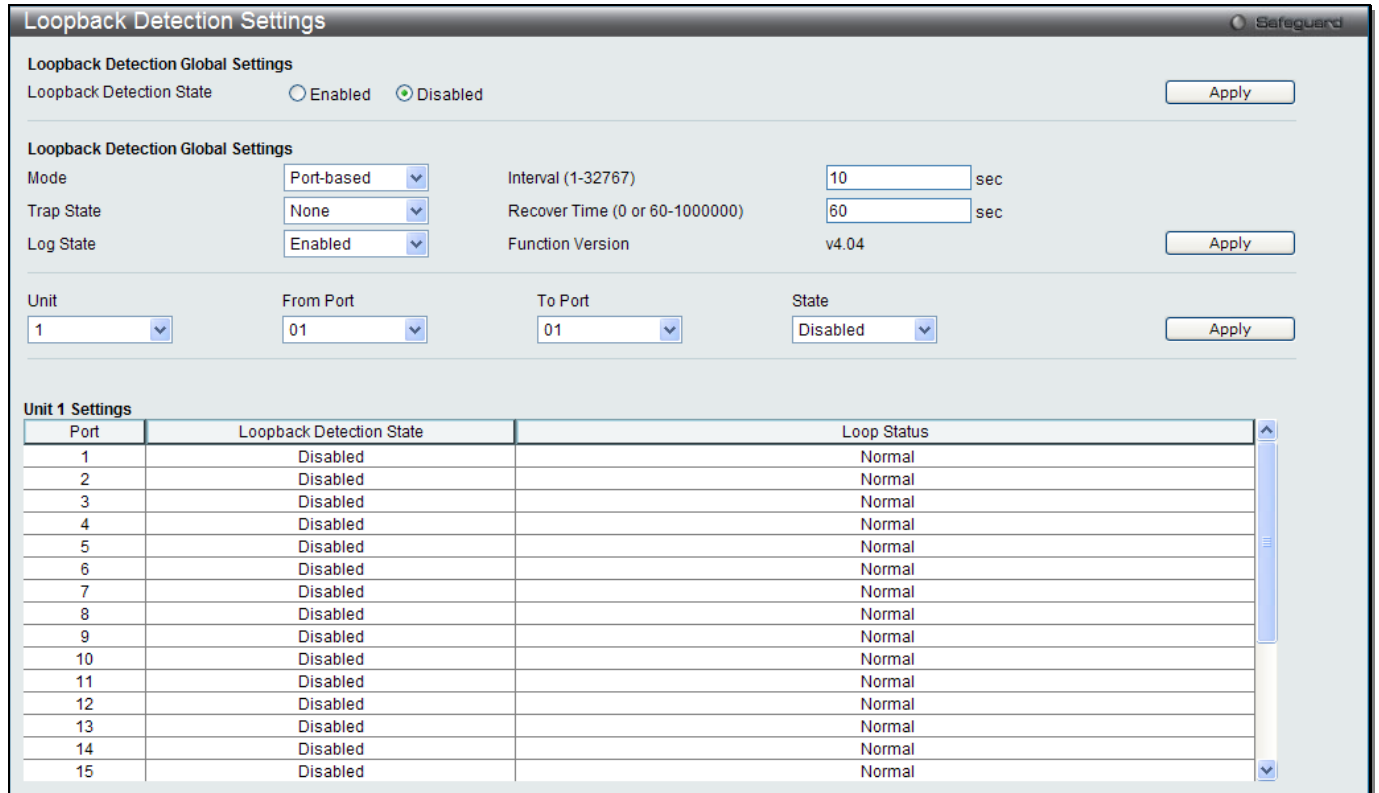 Loopback Detection Settings
Safeguard
Loopback Detection Global Settings
Loopback Detection State Enabled Disabled Apply
Loopback Detection Global Settings
Mode Port-based Interval (1-32767) 10 sec
Trap State None Recover Time (0 or 60-1000000) 60 sec
Log State Enabled Function Version v4.04 Apply
Unit From Port To Port State
1 01 01 Disabled Apply
Unit 1 Settings
Port Loopback Detection State Loop Status
1 Disabled Normal
2 Disabled Normal
3 Disabled Normal
4 Disabled Normal
5 Disabled Normal
6 Disabled Normal
7 Disabled Normal
8 Disabled Normal
9 Disabled Normal
10 Disabled Normal
11 Disabled Normal
12 Disabled Normal
13 Disabled Normal
14 Disabled Normal
15 Disabled Normal